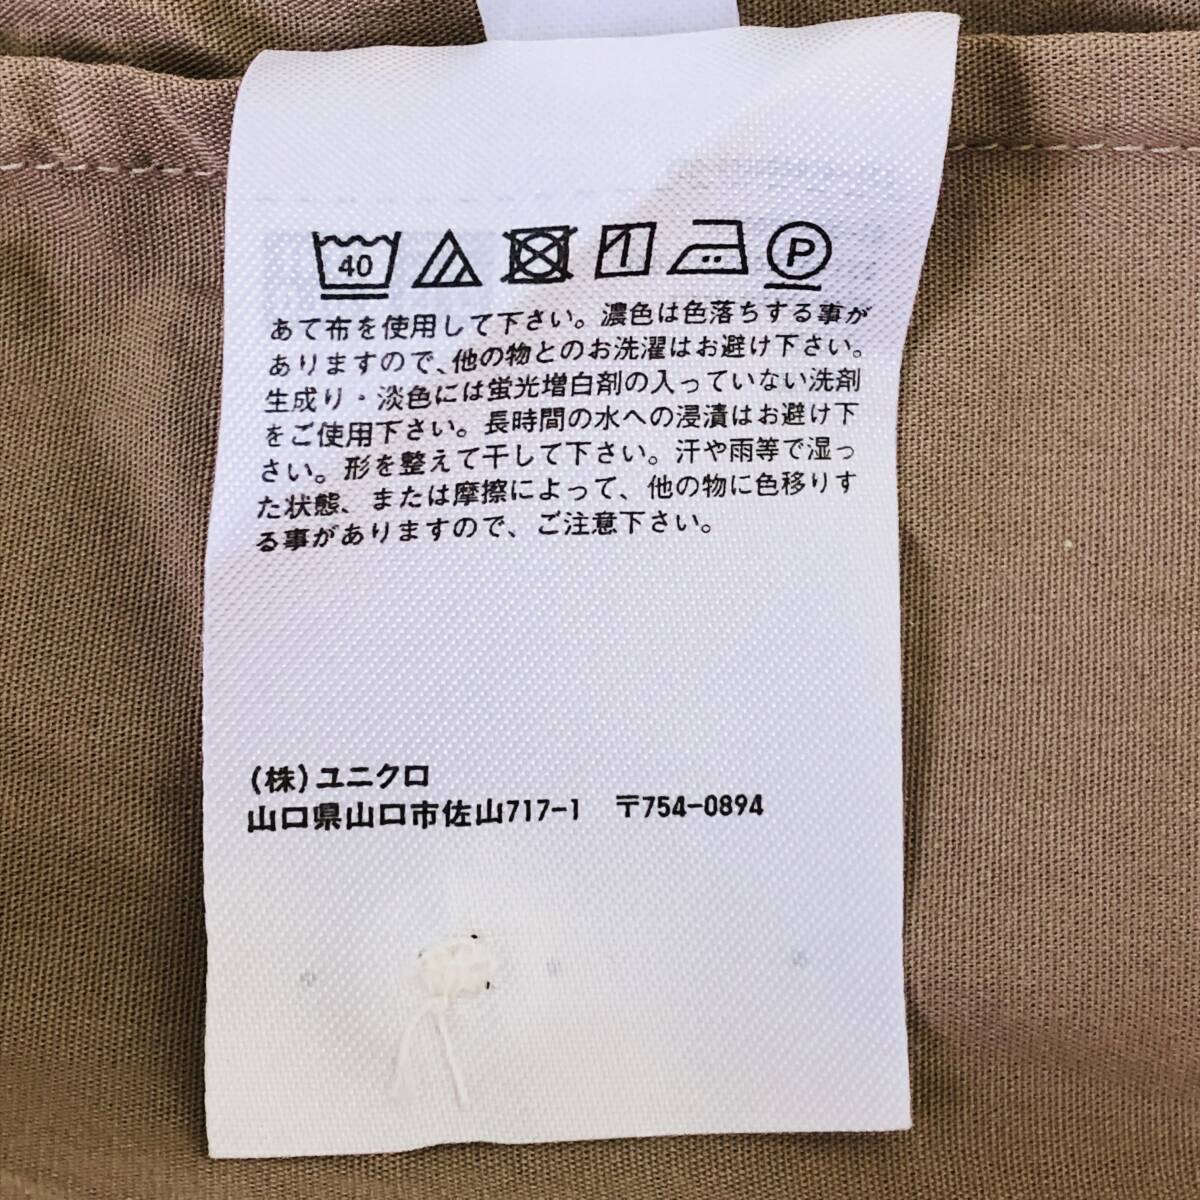 40 P
あて布を使用して下さい。濃色は色落ちする事が
ありますので、他の物とのお洗濯はお避け下さい。
生成り・淡色には蛍光増白剤の入っていない洗剤
をご使用下さい。長時間の水への浸漬はお避け下
さい。形を整えて干して下さい。汗や雨等で湿っ
た状態、または摩擦によって、他の物に色移りす
る事がありますので、ご注意下さい。
(株)ユニクロ
山口県山口市佐山717-1 〒754-0894